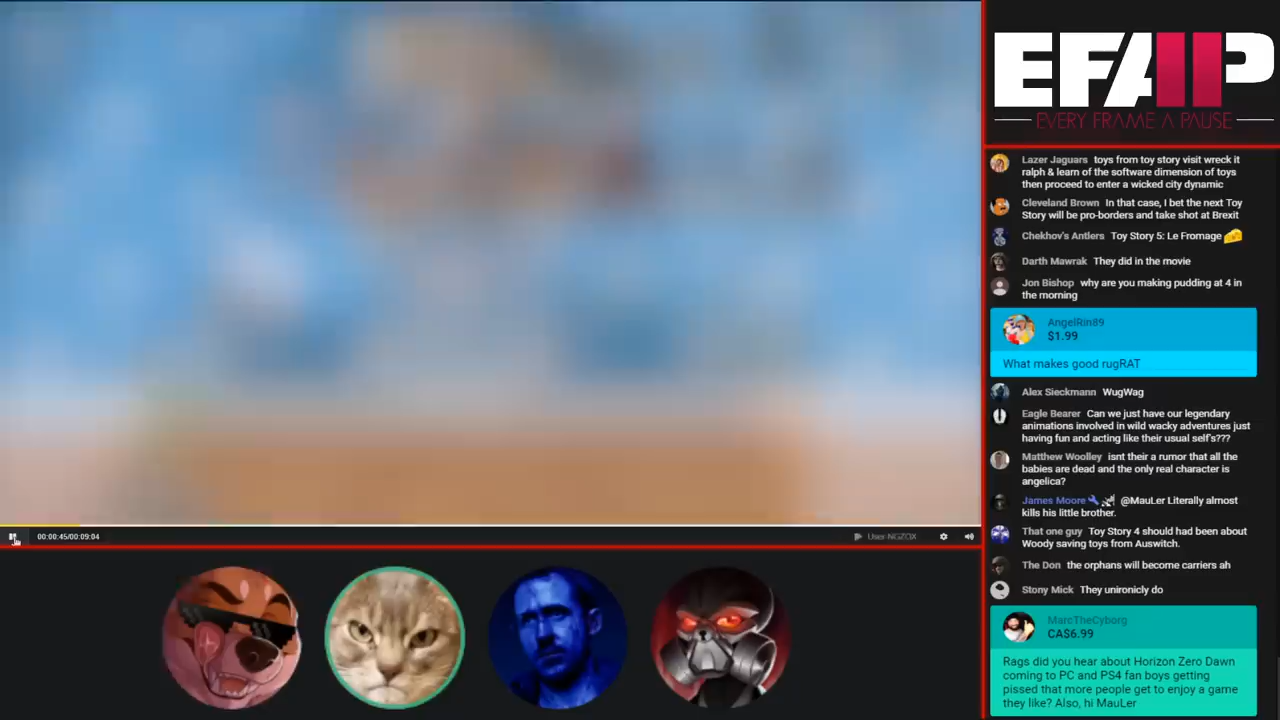 EFAP
EVERY FRAME A PAUSE
Lazer Jaguars toys from toy story visit wreck it
ralph & learn of the software dimension of toys
then proceed to enter a wicked city dynamic
Cleveland Brown In that case, I bet the next Toy
Story will be pro-borders and take shot at Brexit
Chekhov's Antlers Toy Story 5: Le Fromage
Darth Mawrak They did in the movie
Jon Bishop why are you making pudding at 4 in
the morning
AngelRin89
$1.99
What makes good rugRAT
Alex Sieckmann WugWag
Eagle Bearer Can we just have our legendary
animations involved in wild wacky adventures just
having fun and acting like their usual self's???
Matthew Woolley isnt their a rumor that all the
babies are dead and the only real character is
angelica?
James Moore @MauLer Literally almost
kills his little brother.
That one guy Toy Story 4 should had been about
Woody saving toys from Auswitch.
The Don the orphans will become carriers ah
Stony Mick They unironicly do
MarcTheCyborg
CA$6.99
Rags did you hear about Horizon Zero Dawn
coming to PC and PS4 fan boys getting
pissed that more people get to enjoy a game
they like? Also, hi MauLer
00:00:45/00:09:04
User-NGZOX